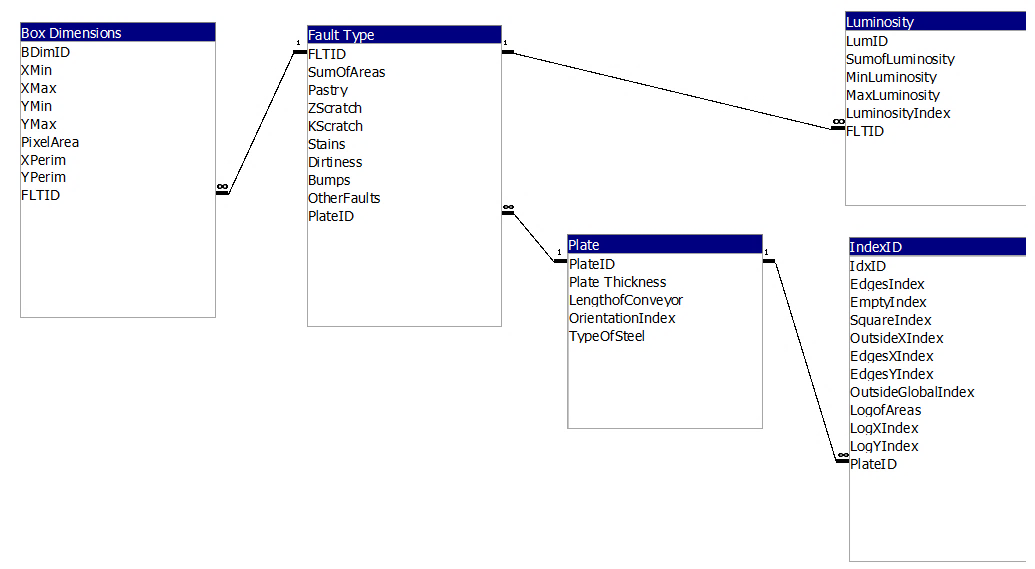 Box Dimensions
BDimID
XMin
XMax
YMin
YMax
PixelArea
XPerim
YPerim
FLTID
∞
1
Fault Type
1
FLTID
SumOfAreas
Pastry
ZScratch
KScratch
Stains
Dirtiness
Bumps
OtherFaults
PlateID
∞
1
Plate
1
PlateID
Plate Thickness
LengthofConveyor
OrientationIndex
TypeOfSteel
Luminosity
LumID
SumofLuminosity
MinLuminosity
MaxLuminosity
LuminosityIndex
∞
FLTID
IndexID
IdxID
EdgesIndex
EmptyIndex
SquareIndex
OutsideXIndex
EdgesXIndex
EdgesYIndex
OutsideGlobalIndex
LogofAreas
LogXIndex
LogYIndex
∞
PlateID